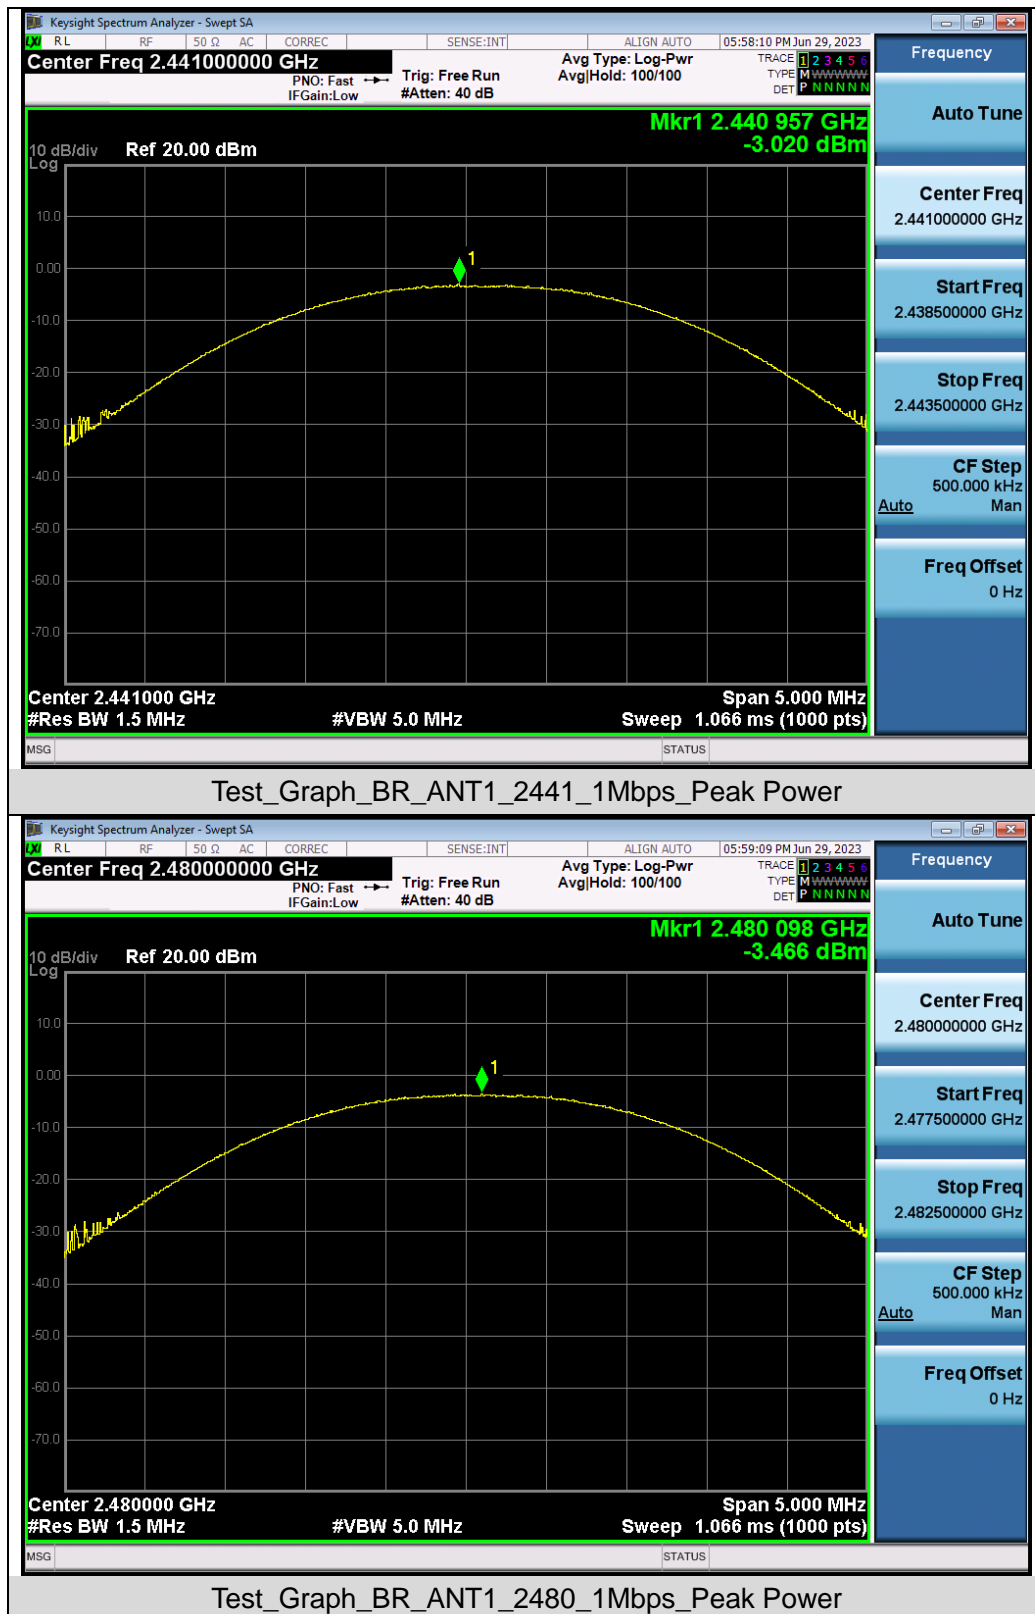 Keysight Spectrum Analyzer - Swept SA
LXI RL RF 50 Ω AC CORREC SENSE:INT ALIGN AUTO 05:58:10 PM Jun 29, 2023
Center Freq 2.441000000 GHz
PNO: Fast
IFGain:Low
Trig: Free Run
#Atten: 40 dB
Avg Type: Log-Pwr
Avg|Hold: 100/100
TRACE 1 2 3 4 5 6
TYPE M WWWWW
DET P N N N N N
Mkr1 2.440 957 GHz
-3.020 dBm
10 dB/div Ref 20.00 dBm
Log
10.0
0.00
-10.0
-20.0
-30.0
-40.0
-50.0
-60.0
-70.0
1
Center 2.441000 GHz Span 5.000 MHz
#Res BW 1.5 MHz #VBW 5.0 MHz Sweep 1.066 ms (1000 pts)
MSG STATUS
Frequency
Auto Tune
Center Freq
2.441000000 GHz
Start Freq
2.438500000 GHz
Stop Freq
2.443500000 GHz
CF Step
500.000 kHz
Auto Man
Freq Offset
0 Hz
Test_Graph_BR_ANT1_2441_1Mbps_Peak Power
Keysight Spectrum Analyzer - Swept SA
LXI RL RF 50 Ω AC CORREC SENSE:INT ALIGN AUTO 05:59:09 PM Jun 29, 2023
Center Freq 2.480000000 GHz
PNO: Fast
IFGain:Low
Trig: Free Run
#Atten: 40 dB
Avg Type: Log-Pwr
Avg|Hold: 100/100
TRACE 1 2 3 4 5 6
TYPE M WWWWW
DET P N N N N N
Mkr1 2.480 098 GHz
-3.466 dBm
10 dB/div Ref 20.00 dBm
Log
10.0
0.00
-10.0
-20.0
-30.0
-40.0
-50.0
-60.0
-70.0
1
Center 2.480000 GHz Span 5.000 MHz
#Res BW 1.5 MHz #VBW 5.0 MHz Sweep 1.066 ms (1000 pts)
MSG STATUS
Frequency
Auto Tune
Center Freq
2.480000000 GHz
Start Freq
2.477500000 GHz
Stop Freq
2.482500000 GHz
CF Step
500.000 kHz
Auto Man
Freq Offset
0 Hz
Test_Graph_BR_ANT1_2480_1Mbps_Peak Power